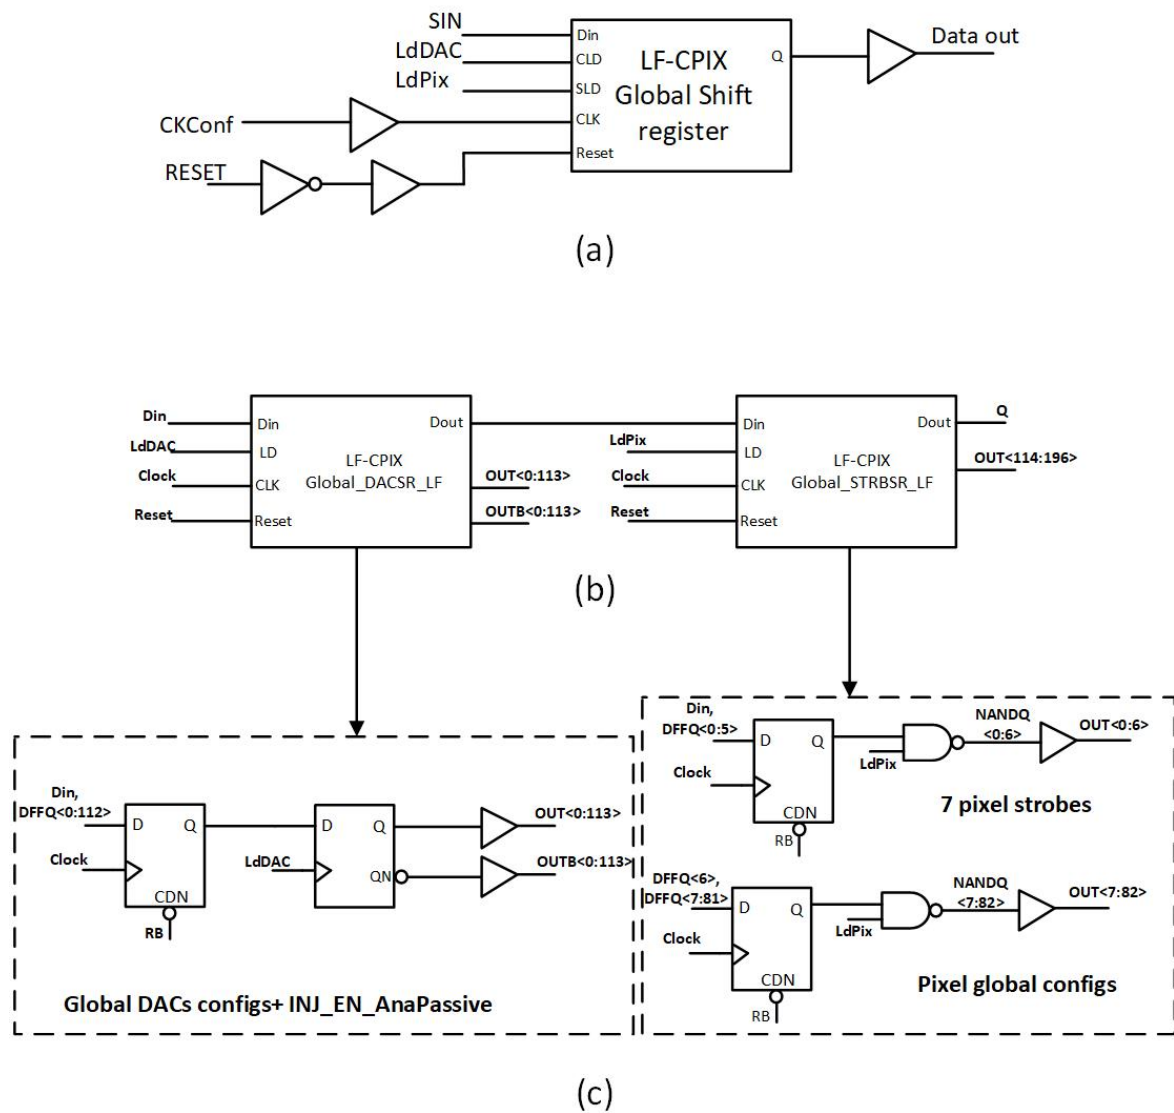 SIN
LdDAC
LdPix
CKConf
RESET
Din
CLD
SLD
CLK
Reset
LF-CPIX
Global Shift
register
Q
Data out
(a)
Din
LdDAC
Clock
Reset
Din
LD
CLK
Reset
LF-CPIX
Global_DACSR_LF
Dout
OUT<0:113>
OUTB<0:113>
LdPix
Clock
Reset
Din
LD
CLK
Reset
LF-CPIX
Global_STRBSR_LF
Dout
Q
OUT<114:196>
(b)
Din,
DFFQ<0:112>
Clock
D
Q
CDN
RB
LdDAC
D
Q
QN
OUT<0:113>
OUTB<0:113>
Global DACs configs+ INJ_EN_AnaPassive
Din,
DFFQ<0:5>
Clock
D
Q
CDN
RB
LdPix
NANDQ
<0:6>
OUT<0:6>
7 pixel strobes
DFFQ<6>,
DFFQ<7:81>
Clock
D
Q
CDN
RB
LdPix
NANDQ
<7:82>
OUT<7:82>
Pixel global configs
(c)